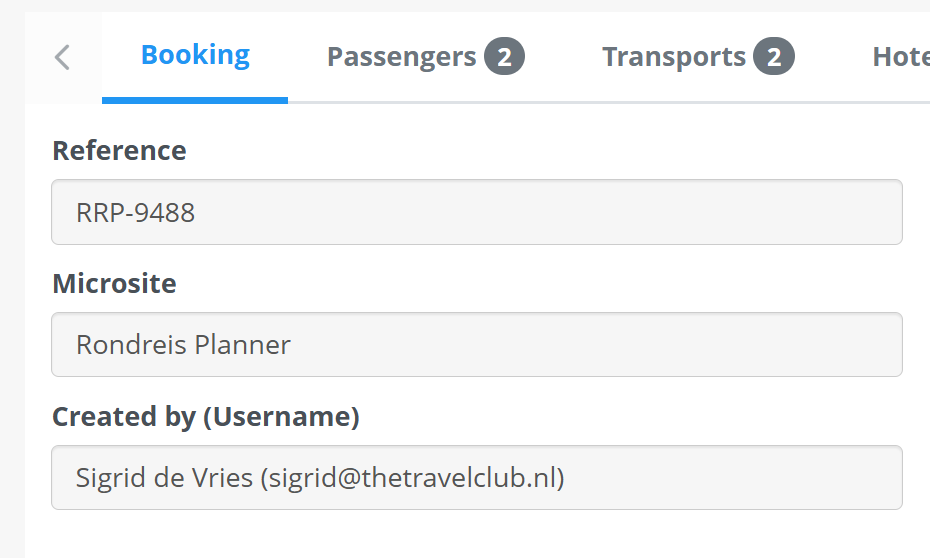 Booking Passengers 2 Transports 2 Hote
Reference
RRP-9488
Microsite
Rondreis Planner
Created by (Username)
Sigrid de Vries (sigrid@thetravelclub.nl)